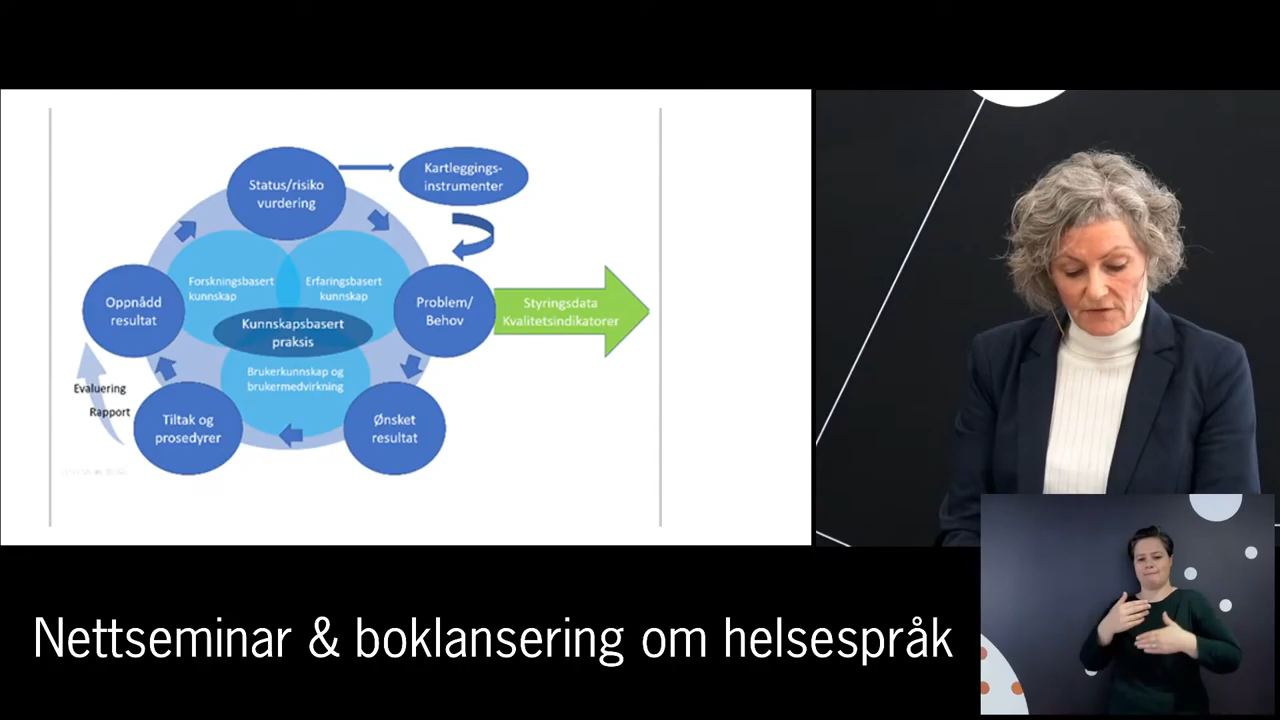 Status/risiko
vurdering
Kartleggings-
instrumenter
Forskningsbasert
kunnskap
Erfaringsbasert
kunnskap
Oppnådd
resultat
Kunnskapsbasert
praksis
Problem/
Behov
Styringsdata
Kvalitetsindikatorer
Brukerkunnskap og
brukermedvirkning
Evaluering
Rapport
Tiltak og
prosedyrer
Ønsket
resultat
Nettseminar & boklansering om helsespråk